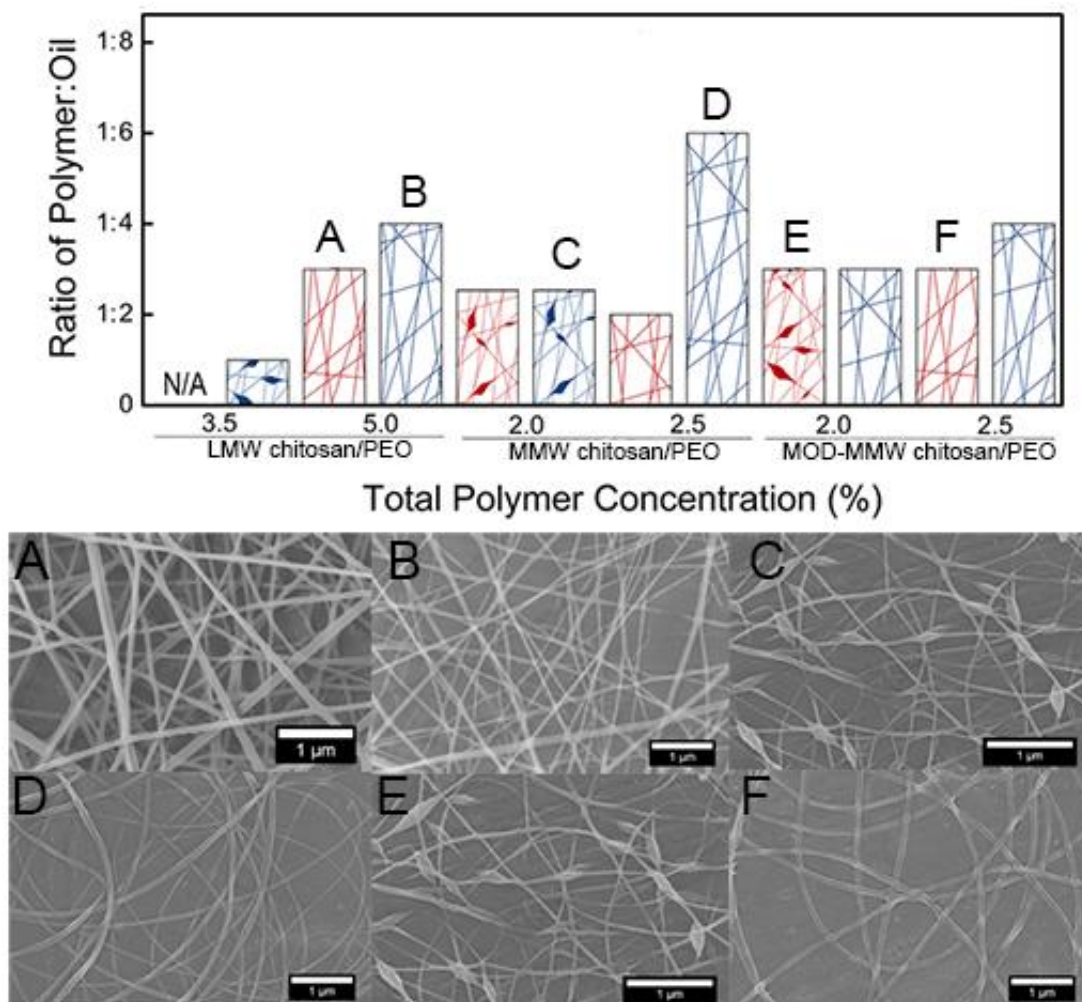 Ratio of Polymer:Oil
1:8
1:6
1:4
1:2
0
N/A
A
B
C
D
E
F
3.5 5.0 2.0 2.5 2.0 2.5
LMW chitosan/PEO MMW chitosan/PEO MOD-MMW chitosan/PEO
Total Polymer Concentration (%)
A
1 µm
B
1 µm
C
1 µm
D
1 µm
E
1 µm
F
1 µm